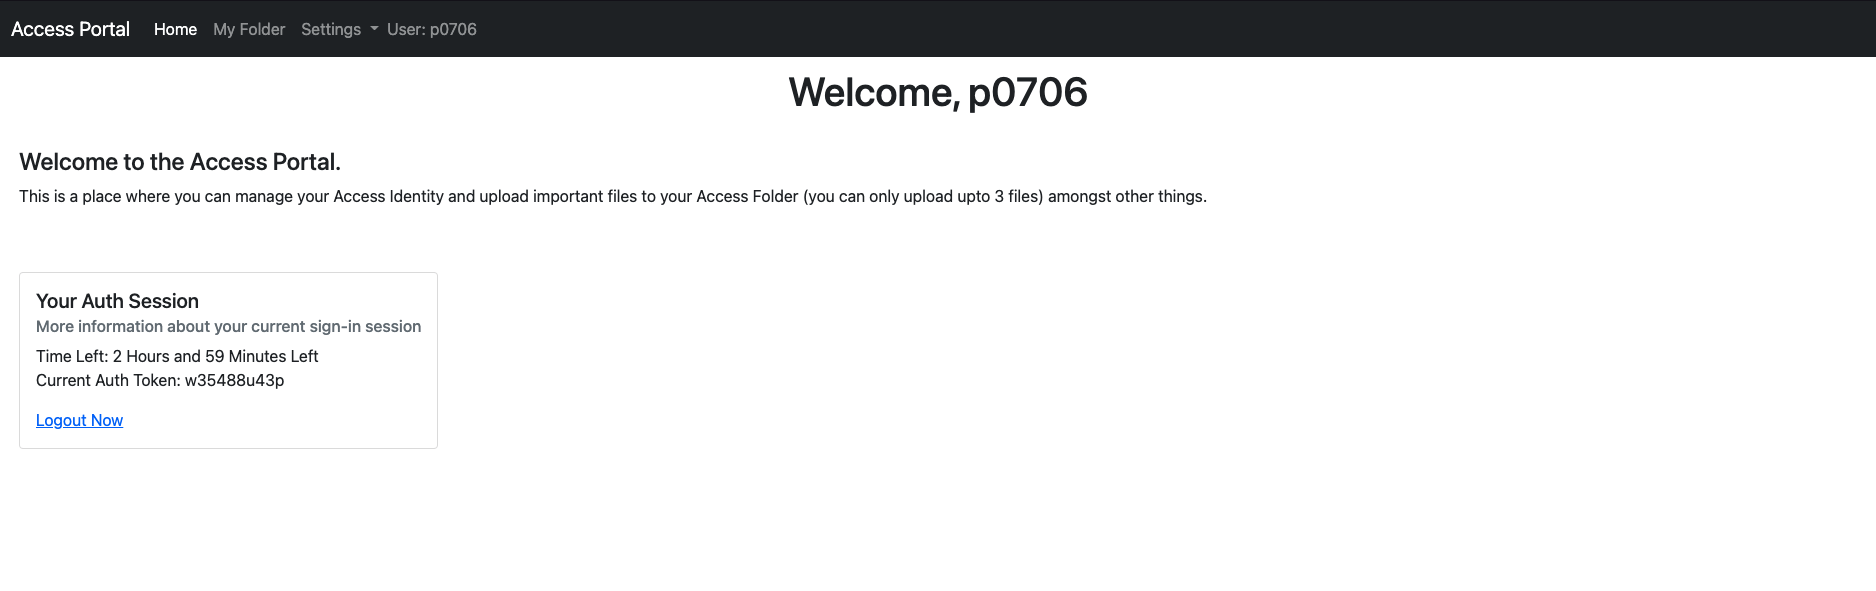 Access Portal Home My Folder Settings User: p0706
Welcome, p0706
Welcome to the Access Portal.
This is a place where you can manage your Access Identity and upload important files to your Access Folder (you can only upload upto 3 files) amongst other things.
Your Auth Session
More information about your current sign-in session
Time Left: 2 Hours and 59 Minutes Left
Current Auth Token: w35488u43p
Logout Now